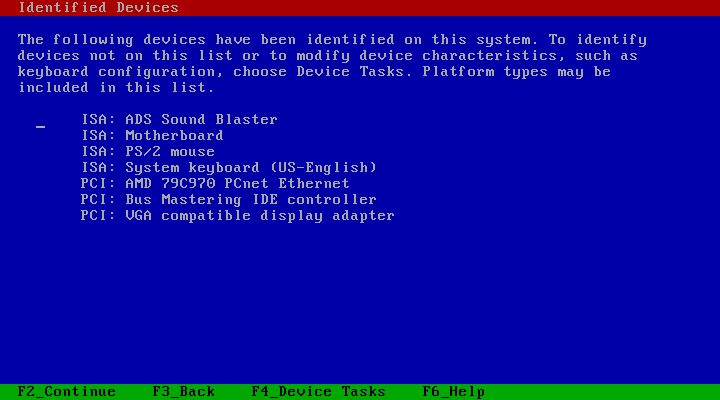 Identified Devices
The following devices have been identified on this system. To identify
devices not on this list or to modify device characteristics, such as
keyboard configuration, choose Device Tasks. Platform types may be
included in this list.
ISA: ADS Sound Blaster
ISA: Motherboard
ISA: PS/2 mouse
ISA: System keyboard (US-English)
PCI: AMD 79C970 PCnet Ethernet
PCI: Bus Mastering IDE controller
PCI: VGA compatible display adapter
F2_Continue    F3_Back    F4_Device Tasks    F6_Help